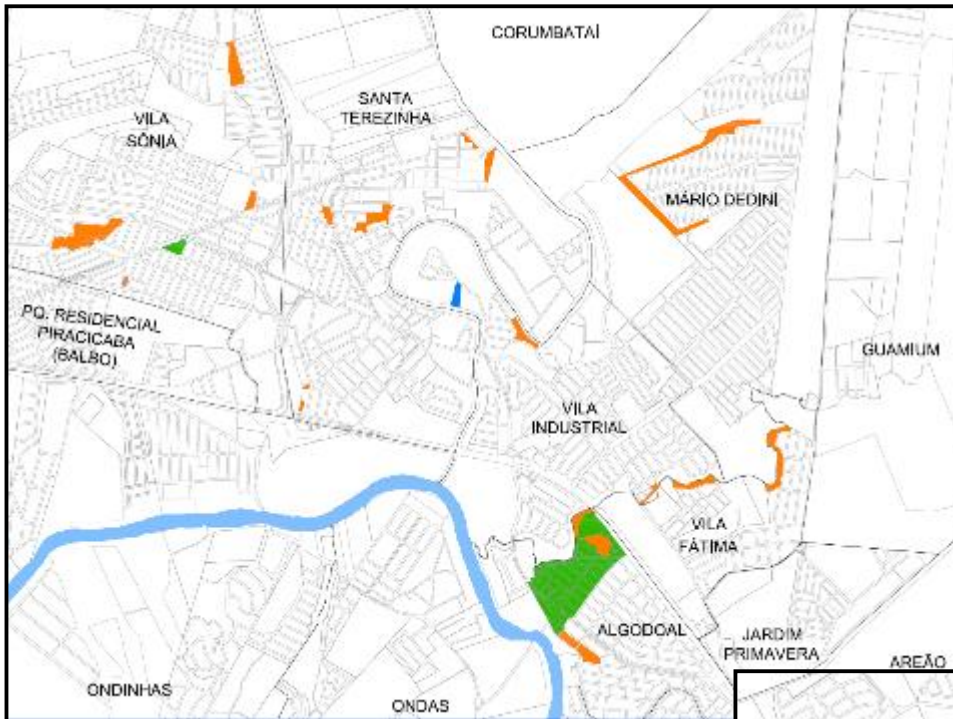 CORUMBATAÍ
SANTA
TEREZINHA
VILA
SÔNIA
MÁRIO DEDINI
PQ. RESIDENCIAL
PIRACICABA
(BALBO)
GUAMIUM
VILA
INDUSTRIAL
VILA
FÁTIMA
ALGODOAL
JARDIM
PRIMAVERA
AREÃO
ONDINHAS
ONDAS